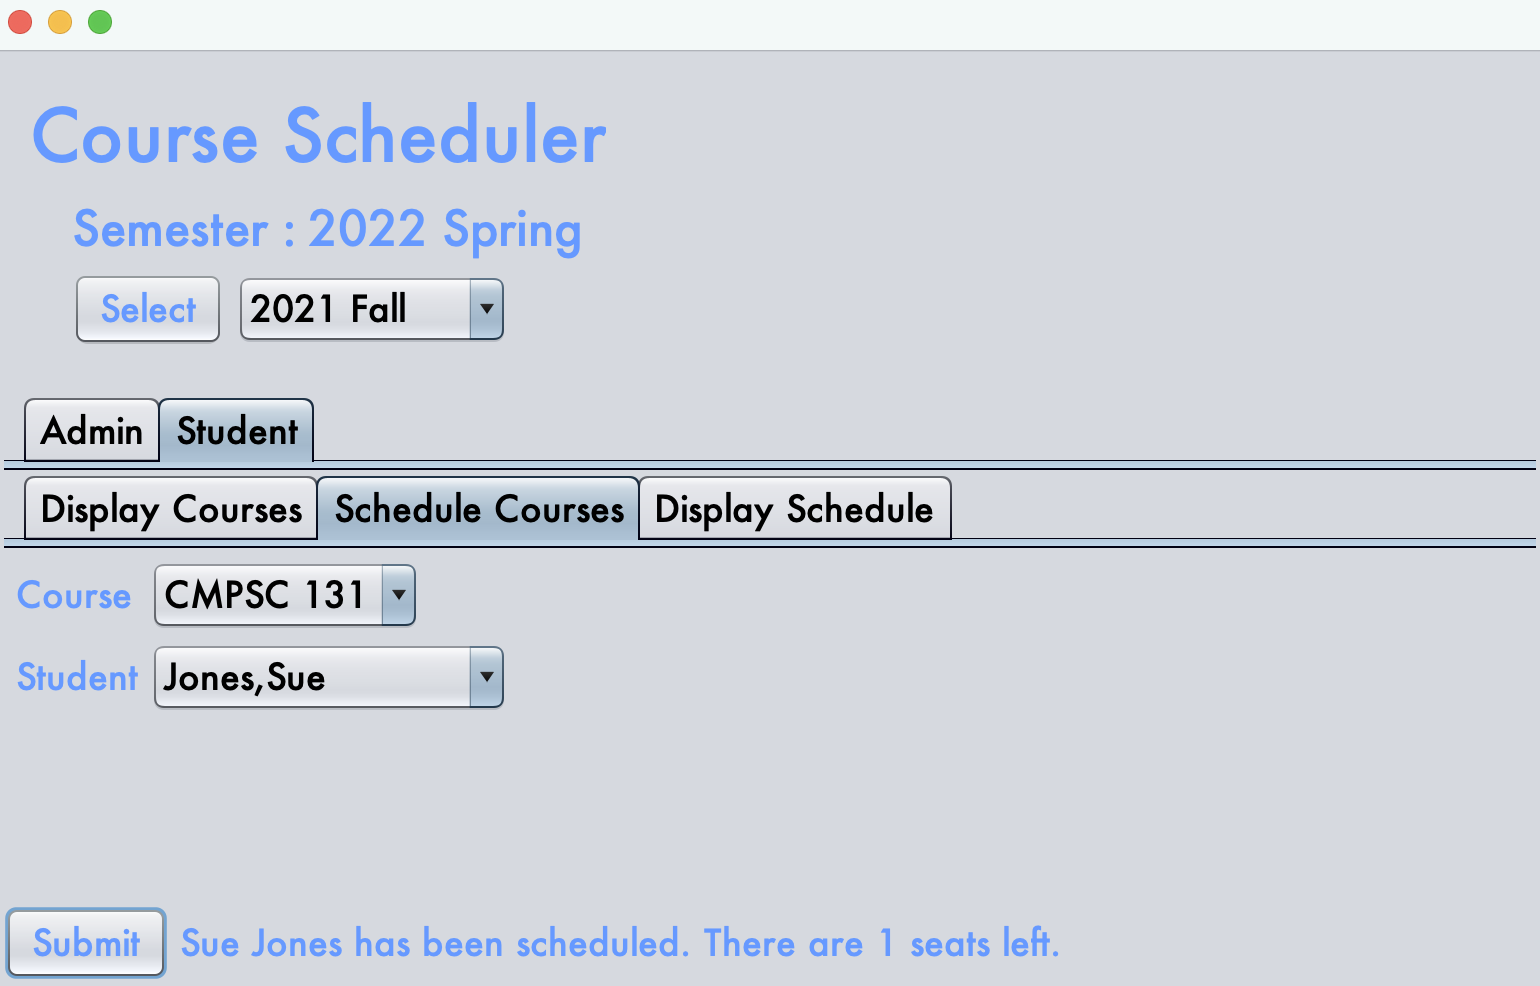 Course Scheduler
Semester : 2022 Spring
Select 2021 Fall
Admin Student
Display Courses Schedule Courses Display Schedule
Course CMPSC 131
Student Jones,Sue
Submit Sue Jones has been scheduled. There are 1 seats left.